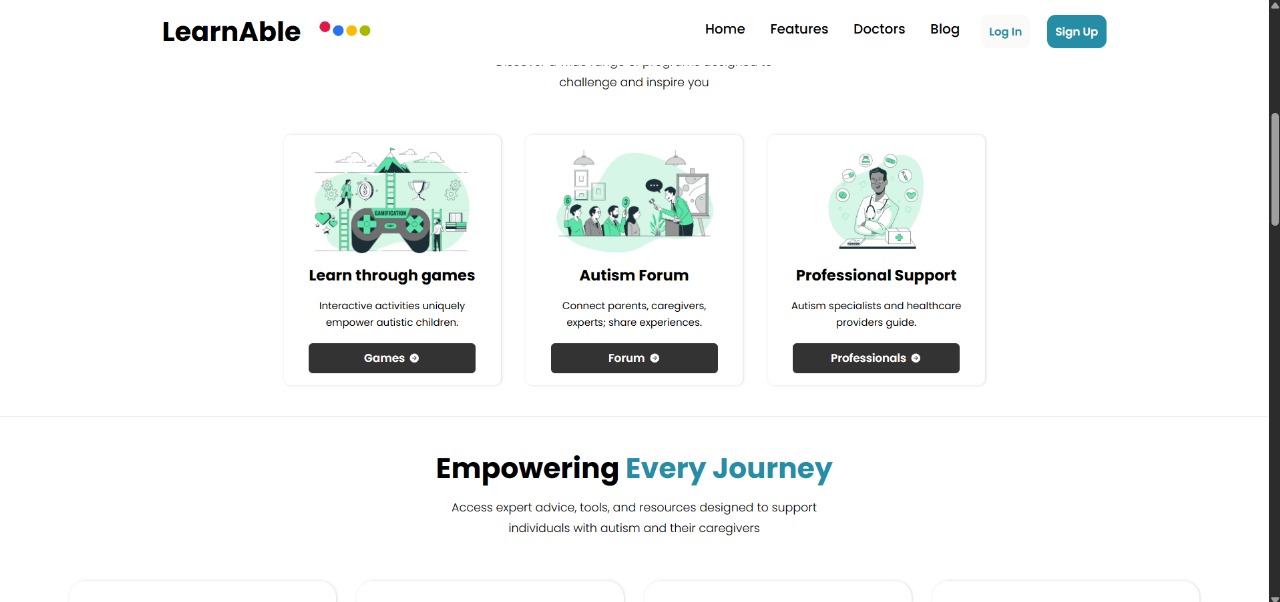 LearnAble
Home Features Doctors Blog Log In Sign Up
challenge and inspire you
GAMIFICATION
Learn through games
Interactive activities uniquely
empower autistic children.
Games
Autism Forum
Connect parents, caregivers,
experts; share experiences.
Forum
Professional Support
Autism specialists and healthcare
providers guide.
Professionals
Empowering Every Journey
Access expert advice, tools, and resources designed to support
individuals with autism and their caregivers